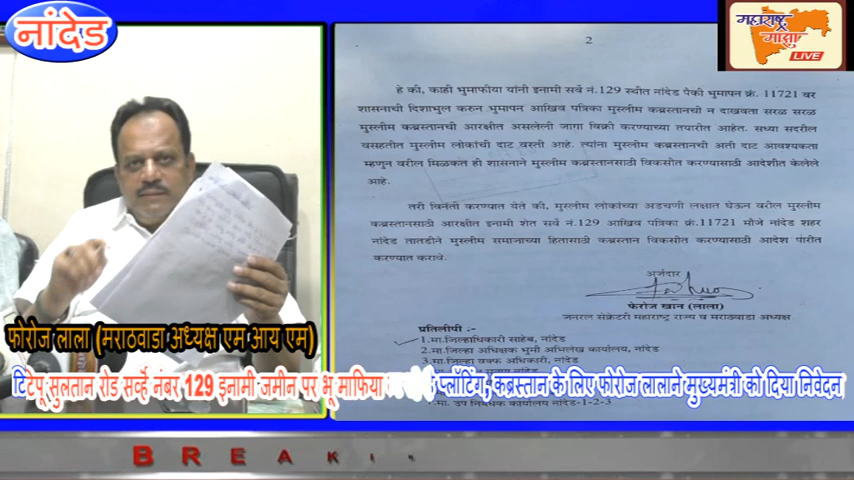 नांदेड
महाराष्ट्र
माझा
LIVE
2
हे की, काही भुमाफीया यांनी इनामी सर्वे नं.129 स्थीत नांदेड पैकी भुमापन क्रं. 11721 वर
शासनाची दिशाभुल करुन भुमापन आखिव पत्रिका मुस्लीम कब्रस्तानची न दाखवता सरळ सरळ
मुस्लीम कब्रस्तानची आरक्षीत असलेली जागा विक्री करण्याच्या तयारीत आहेत. सध्या सदरील
वसहतीत मुस्लीम लोकांची दाट वस्ती आहे. त्यांना मुस्लीम कब्रस्तानची अती दाट आवश्यकता
म्हणून वरील मिळकत ही शासनाने मुस्लीम कब्रस्तानसाठी विकसीत करण्यासाठी आदेशीत केलेले
आहे.
तरी विनंती करण्यात येते की, मुस्लीम लोकांच्या अडचणी लक्षात घेऊन वरील मुस्लीम
कब्रस्तानसाठी आरक्षीत इनामी शेत सर्वे नं.129 आखिव पत्रिका क्रं.11721 मौजे नांदेड शहर
नांदेड तातडीने मुस्लीम समाजाच्या हितासाठी कब्रस्तान विकसीत करण्यासाठी आदेश पारीत
करण्यात करावे.
अर्जदार
फेरोज खान (लाला)
जनरल सेक्रेटरी महाराष्ट्र राज्य व मराठवाडा अध्यक्ष
प्रतिलीपी :-
1.मा.जिल्हाधिकारी साहेब, नांदेड
2.मा.जिल्हा अधिक्षक भुमी अभिलेख कार्यालय, नांदेड
3.मा.जिल्हा वक्फ अधिकारी, नांदेड
फोरोज लाला (मराठवाडा अध्यक्ष एम आय एम)
टिपू सुलतान रोड सर्व्हे नंबर 129 इनामी जमीन पर भू माफिया प्लॉटिंग, कब्रस्तान के लिए फोरोज लालाने मुख्यमंत्री को दिया निवेदन
6.मा. उप निबंधक कार्यालय नांदेड-1-2-3
BREAKI